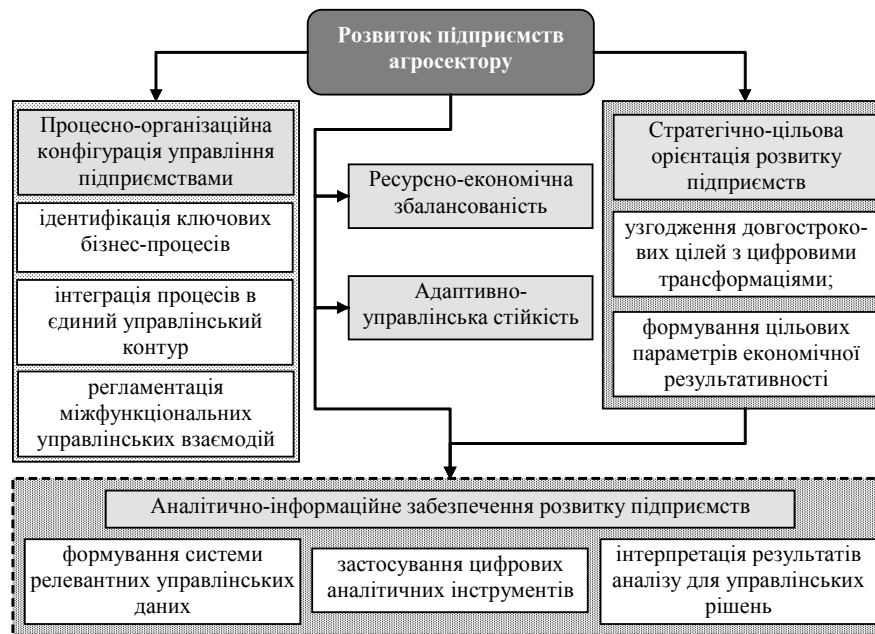 Розвиток підприємств
агросектору
Процесно-організаційна
конфігурація управління
підприємствами
ідентифікація ключових
бізнес-процесів
інтеграція процесів в
єдиний управлінський
контур
регламентація
міжфункціональних
управлінських взаємодій
Ресурсно-економічна
збалансованість
Адаптивно-
управлінська стійкість
Стратегічно-цільова
орієнтація розвитку
підприємств
узгодження довгостроко-
вих цілей з цифровими
трансформаціями;
формування цільових
параметрів економічної
результативності
Аналітично-інформаційне забезпечення розвитку підприємств
формування системи
релевантних управлінських
даних
застосування цифрових
аналітичних інструментів
інтерпретація результатів
аналізу для управлінських
рішень